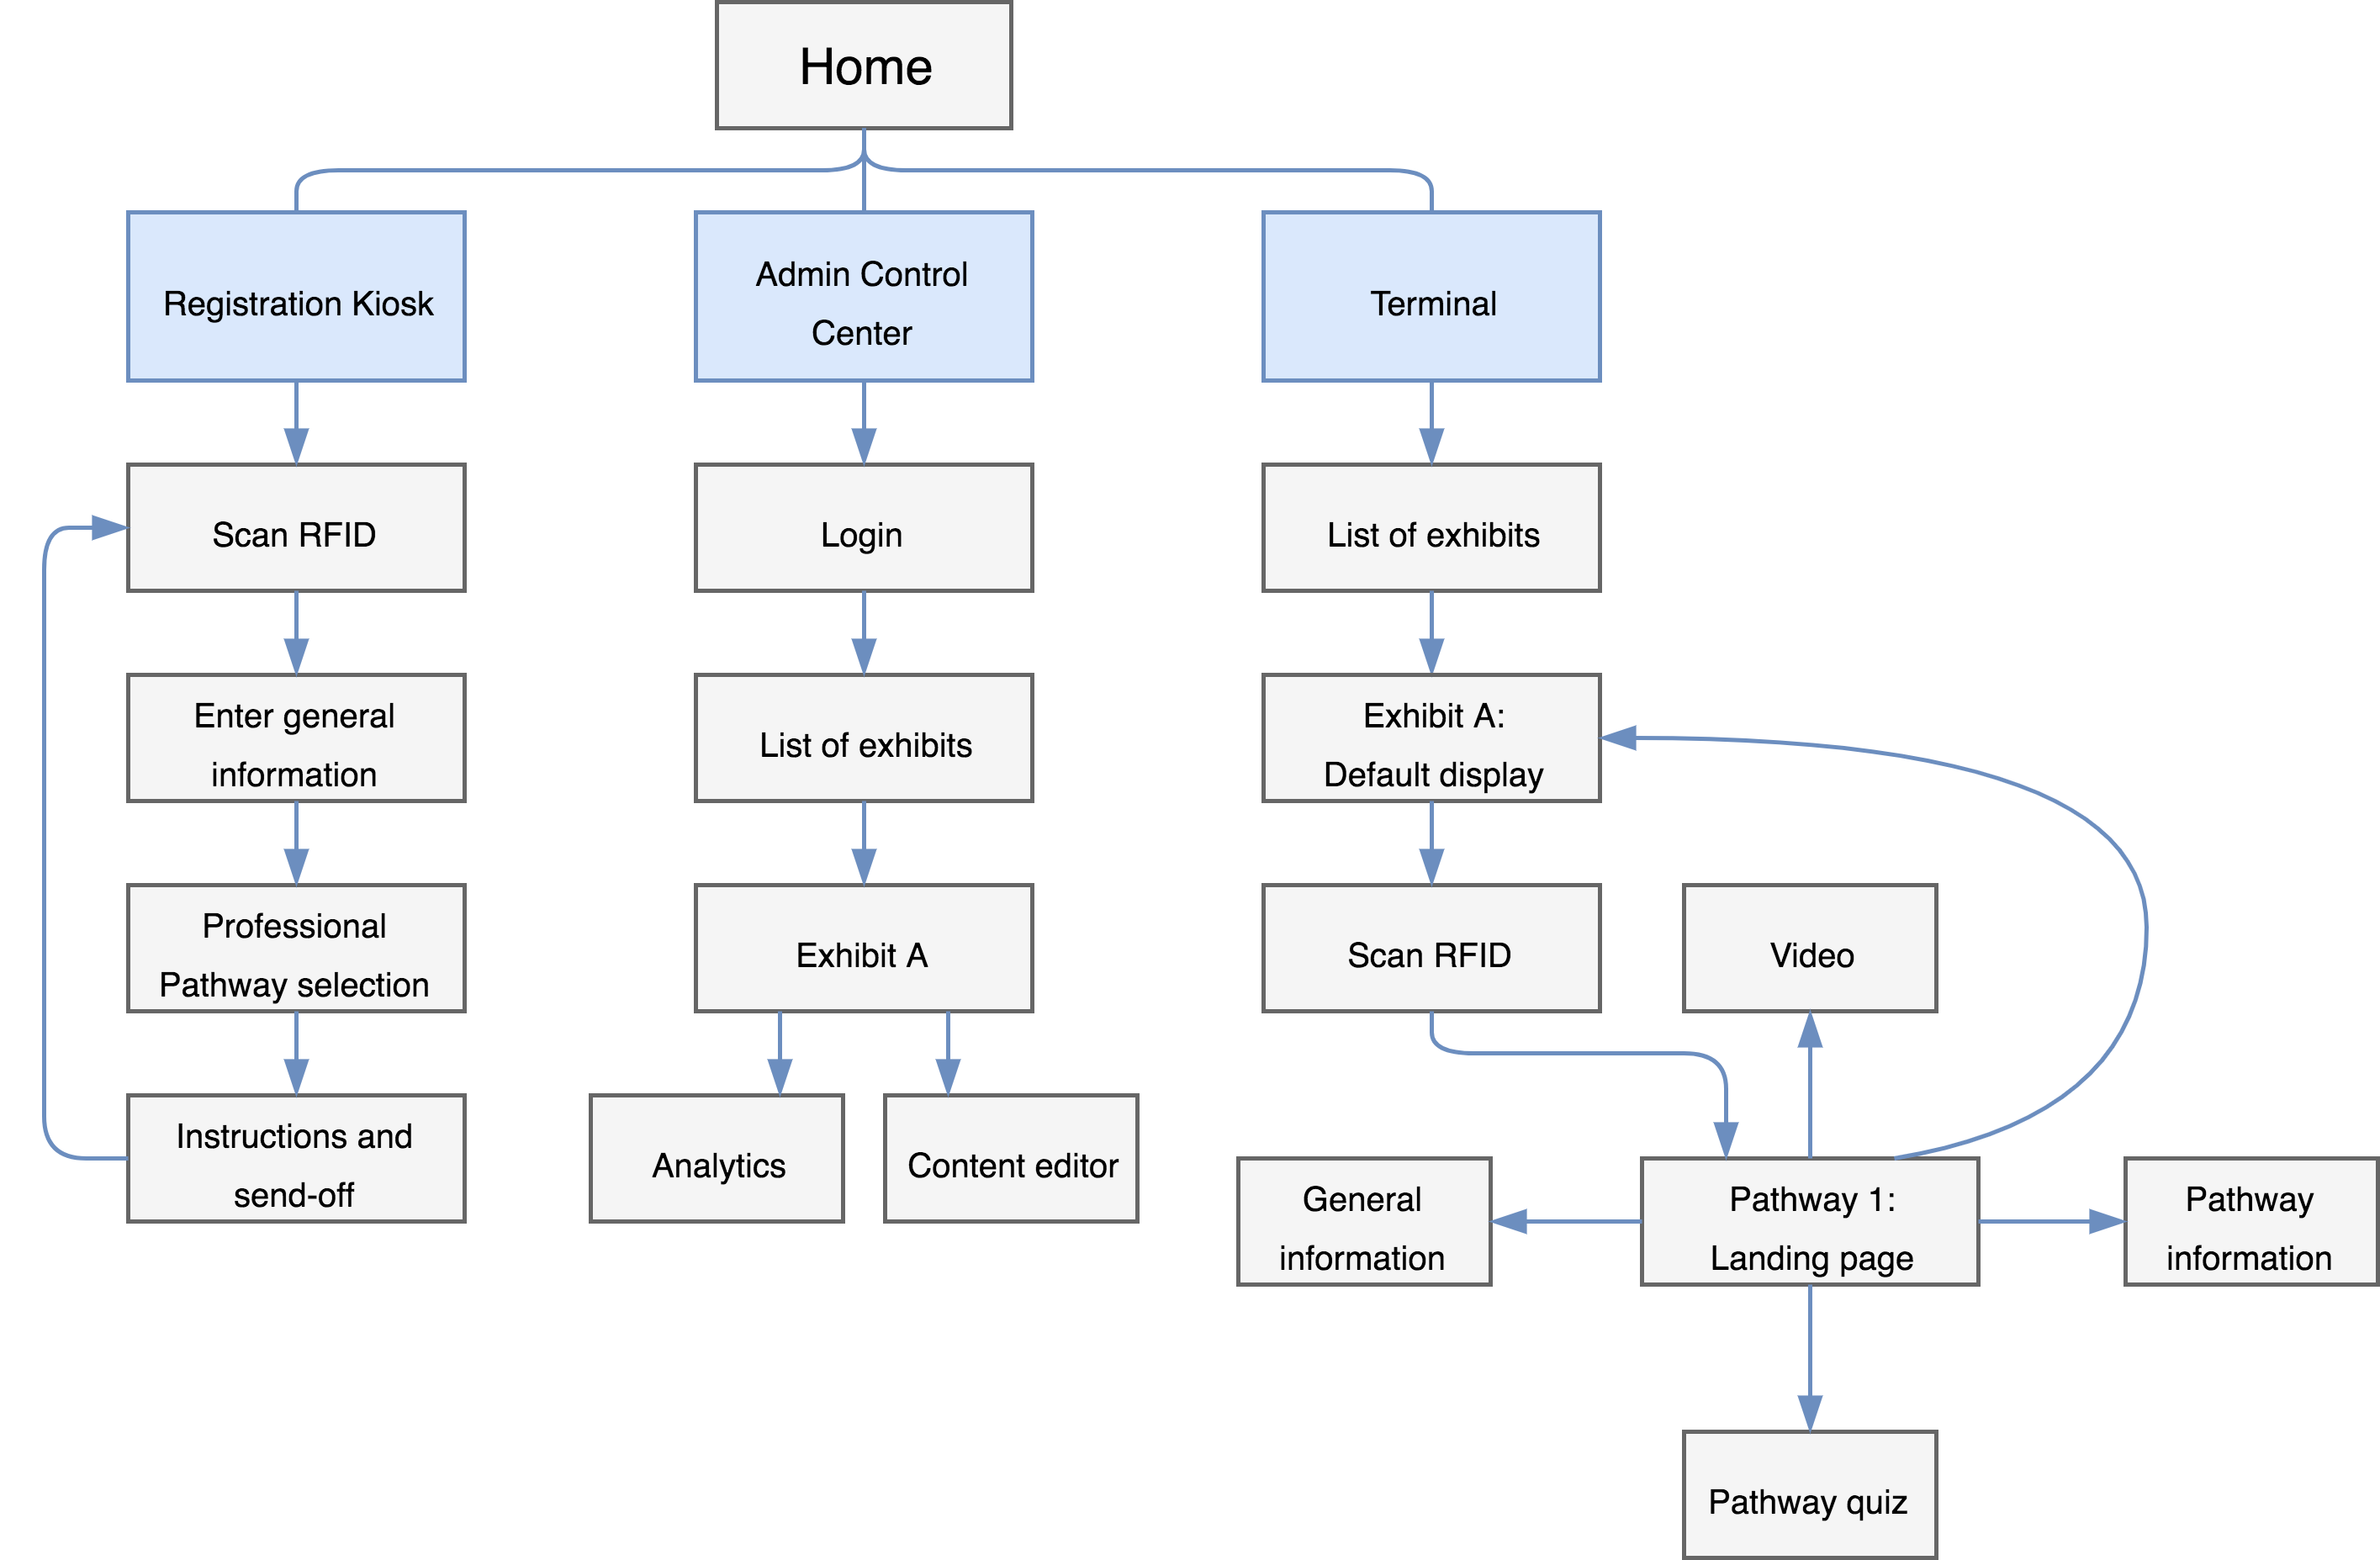 Home
Registration Kiosk
Admin Control
Center
Terminal
Scan RFID
Login
List of exhibits
Enter general
information
List of exhibits
Exhibit A:
Default display
Professional
Pathway selection
Exhibit A
Scan RFID
Video
Instructions and
send-off
Analytics
Content editor
General
information
Pathway 1:
Landing page
Pathway
information
Pathway quiz